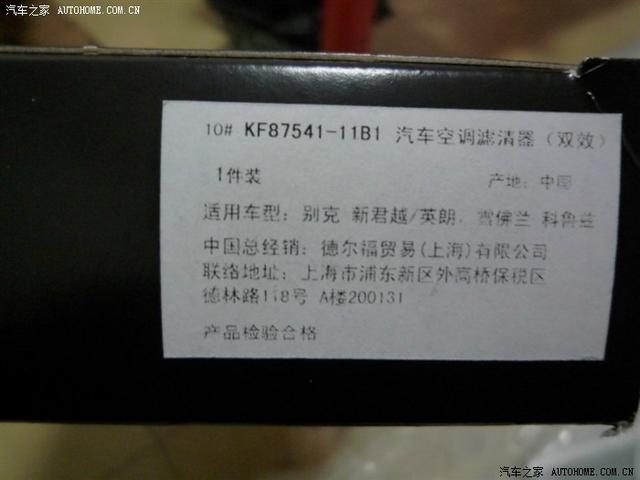 汽车之家 AUTOHOME.COM.CN
10# KF87541-11B1 汽车空调滤清器（双效）
1件装 产地：中国
适用车型：别克 新君越/英朗、雪佛兰 科鲁兹
中国总经销：德尔福贸易(上海)有限公司
联络地址：上海市浦东新区外高桥保税区
德林路118号 A楼200131
产品检验合格
汽车之家 AUTOHOME.COM.CN